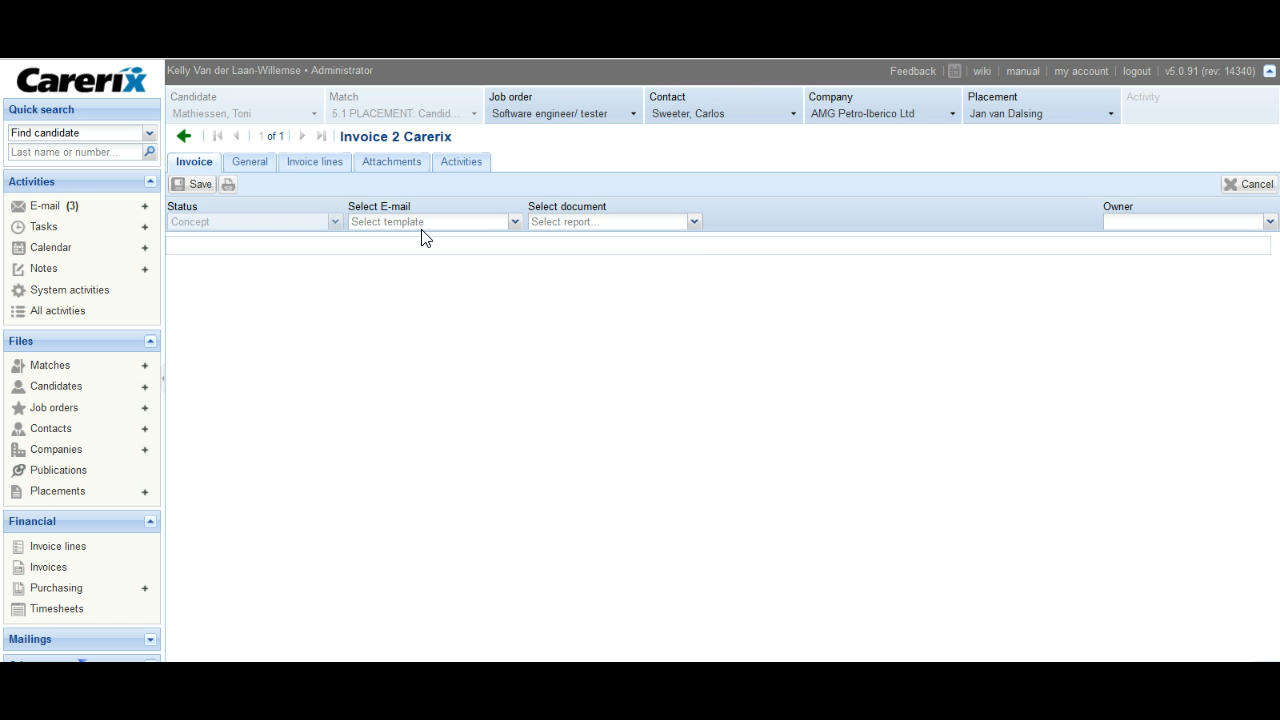 Carerix
Kelly Van der Laan-Willemse • Administrator
Feedback
wiki
manual
my account
logout
v5.0.91 (rev: 14340)
Quick search
Find candidate
Last name or number...
Candidate
Mathiessen, Toni
Match
5.1 PLACEMENT: Candid...
Job order
Software engineer/ tester
Contact
Sweeter, Carlos
Company
AMG Petro-Iberico Ltd
Placement
Jan van Dalsing
Activity
1 of 1
Invoice 2 Carerix
Invoice
General
Invoice lines
Attachments
Activities
Save
Cancel
Status
Concept
Select E-mail
Select template
Select document
Select report...
Owner
Activities
E-mail (3)
Tasks
Calendar
Notes
System activities
All activities
Files
Matches
Candidates
Job orders
Contacts
Companies
Publications
Placements
Financial
Invoice lines
Invoices
Purchasing
Timesheets
Mailings